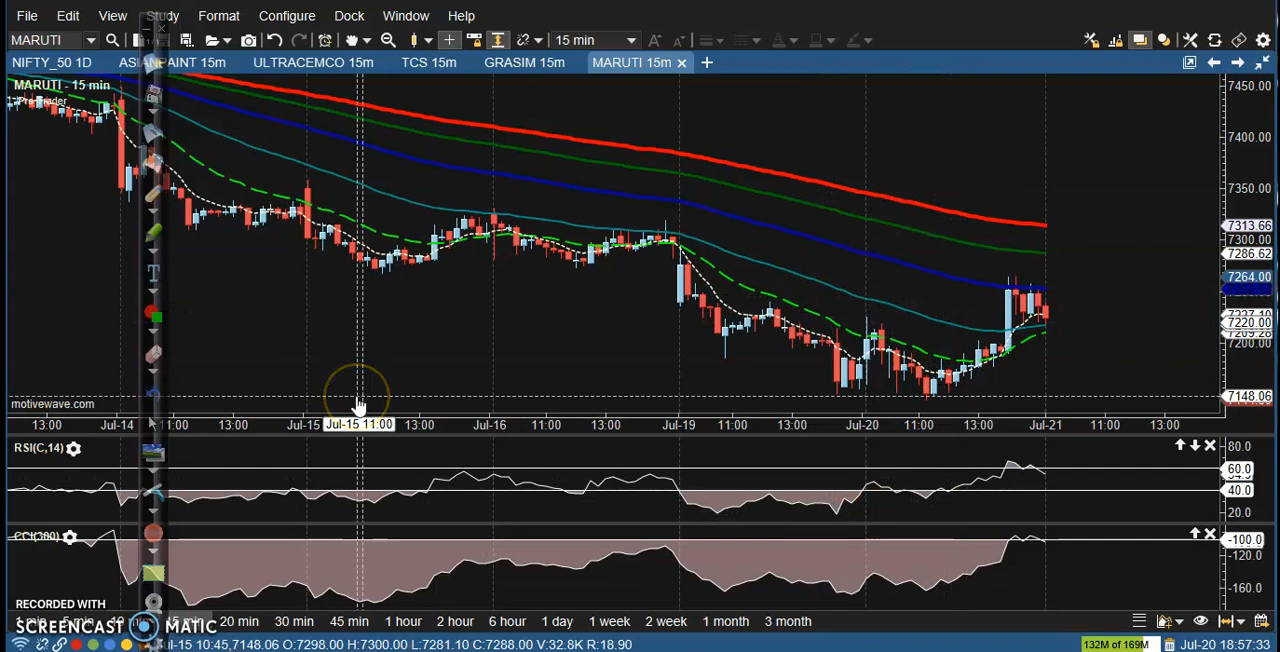 File Edit View Study Format Configure Dock Window Help
MARUTI 15 min
NIFTY_50 1D ASIANPAINT 15m ULTRACEMCO 15m TCS 15m GRASIM 15m MARUTI 15m
MARUTI - 15 min
7450.00
7400.00
7350.00
7313.66
7300.00
7286.62
7264.00
7220.00
7200.00
7148.06
motivewave.com
13:00 Jul-14 11:00 13:00 Jul-15 Jul-15 11:00 13:00 Jul-16 11:00 13:00 Jul-19 11:00 13:00 Jul-20 11:00 13:00 Jul-21 11:00 13:00
RSI(C,14)
80.0
60.0
40.0
20.0
-100.0
-120.0
-160.0
RECORDED WITH
SCREENCAST MATIC
20 min 30 min 45 min 1 hour 2 hour 6 hour 1 day 1 week 2 week 1 month 3 month
Jul-15 10:45,7148.06 O:7298.00 H:7300.00 L:7281.10 C:7288.00 V:32.8K R:18.90
132M of 169M Jul-20 18:57:33